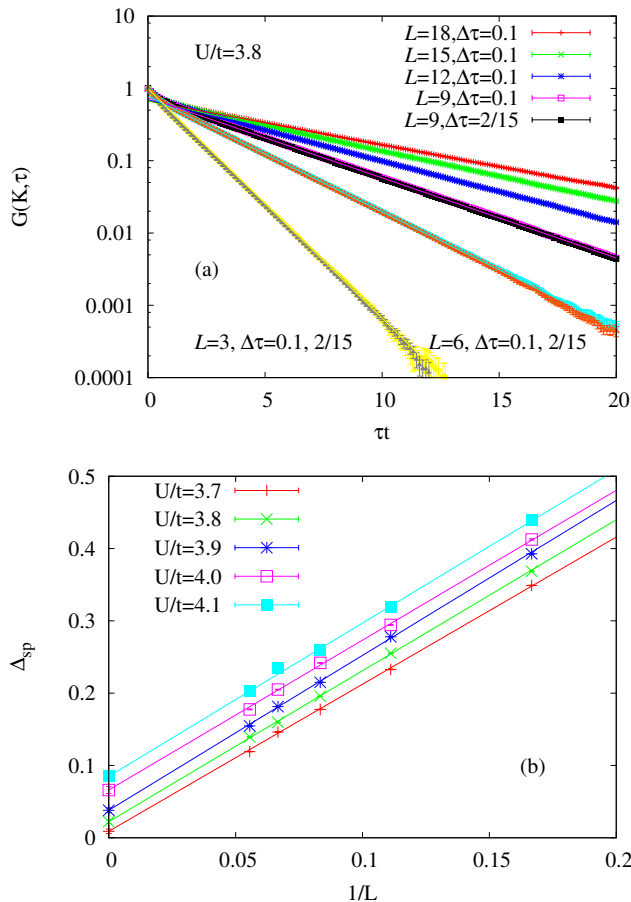 10
1
0.1
0.01
0.001
0.0001
G(K,τ)
U/t=3.8
L=18,Δτ=0.1
L=15,Δτ=0.1
L=12,Δτ=0.1
L=9,Δτ=0.1
L=9,Δτ=2/15
(a)
L=3, Δτ=0.1, 2/15
L=6, Δτ=0.1, 2/15
0 5 10 15 20
τt
0.5
0.4
0.3
0.2
0.1
0
Δsp
U/t=3.7
U/t=3.8
U/t=3.9
U/t=4.0
U/t=4.1
(b)
0 0.05 0.1 0.15 0.2
1/L